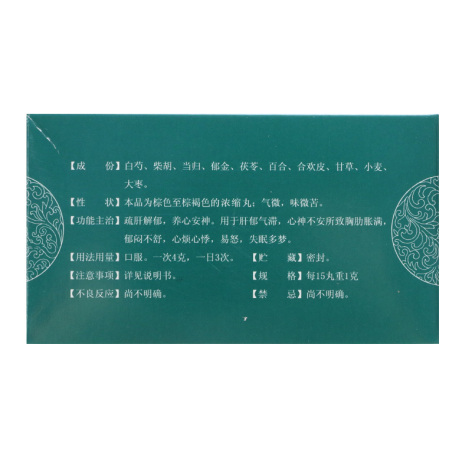 【成　份】白芍、柴胡、当归、郁金、茯苓、百合、合欢皮、甘草、小麦、
大枣。
【性　状】本品为棕色至棕褐色的浓缩丸；气微，味微苦。
【功能主治】疏肝解郁，养心安神。用于肝郁气滞，心神不安所致胸肋胀满，
郁闷不舒，心烦心悸，易怒，失眠多梦。
【用法用量】口服。一次4克，一日3次。【贮　藏】密封。
【注意事项】详见说明书。【规　格】每15丸重1克
【不良反应】尚不明确。【禁　忌】尚不明确。